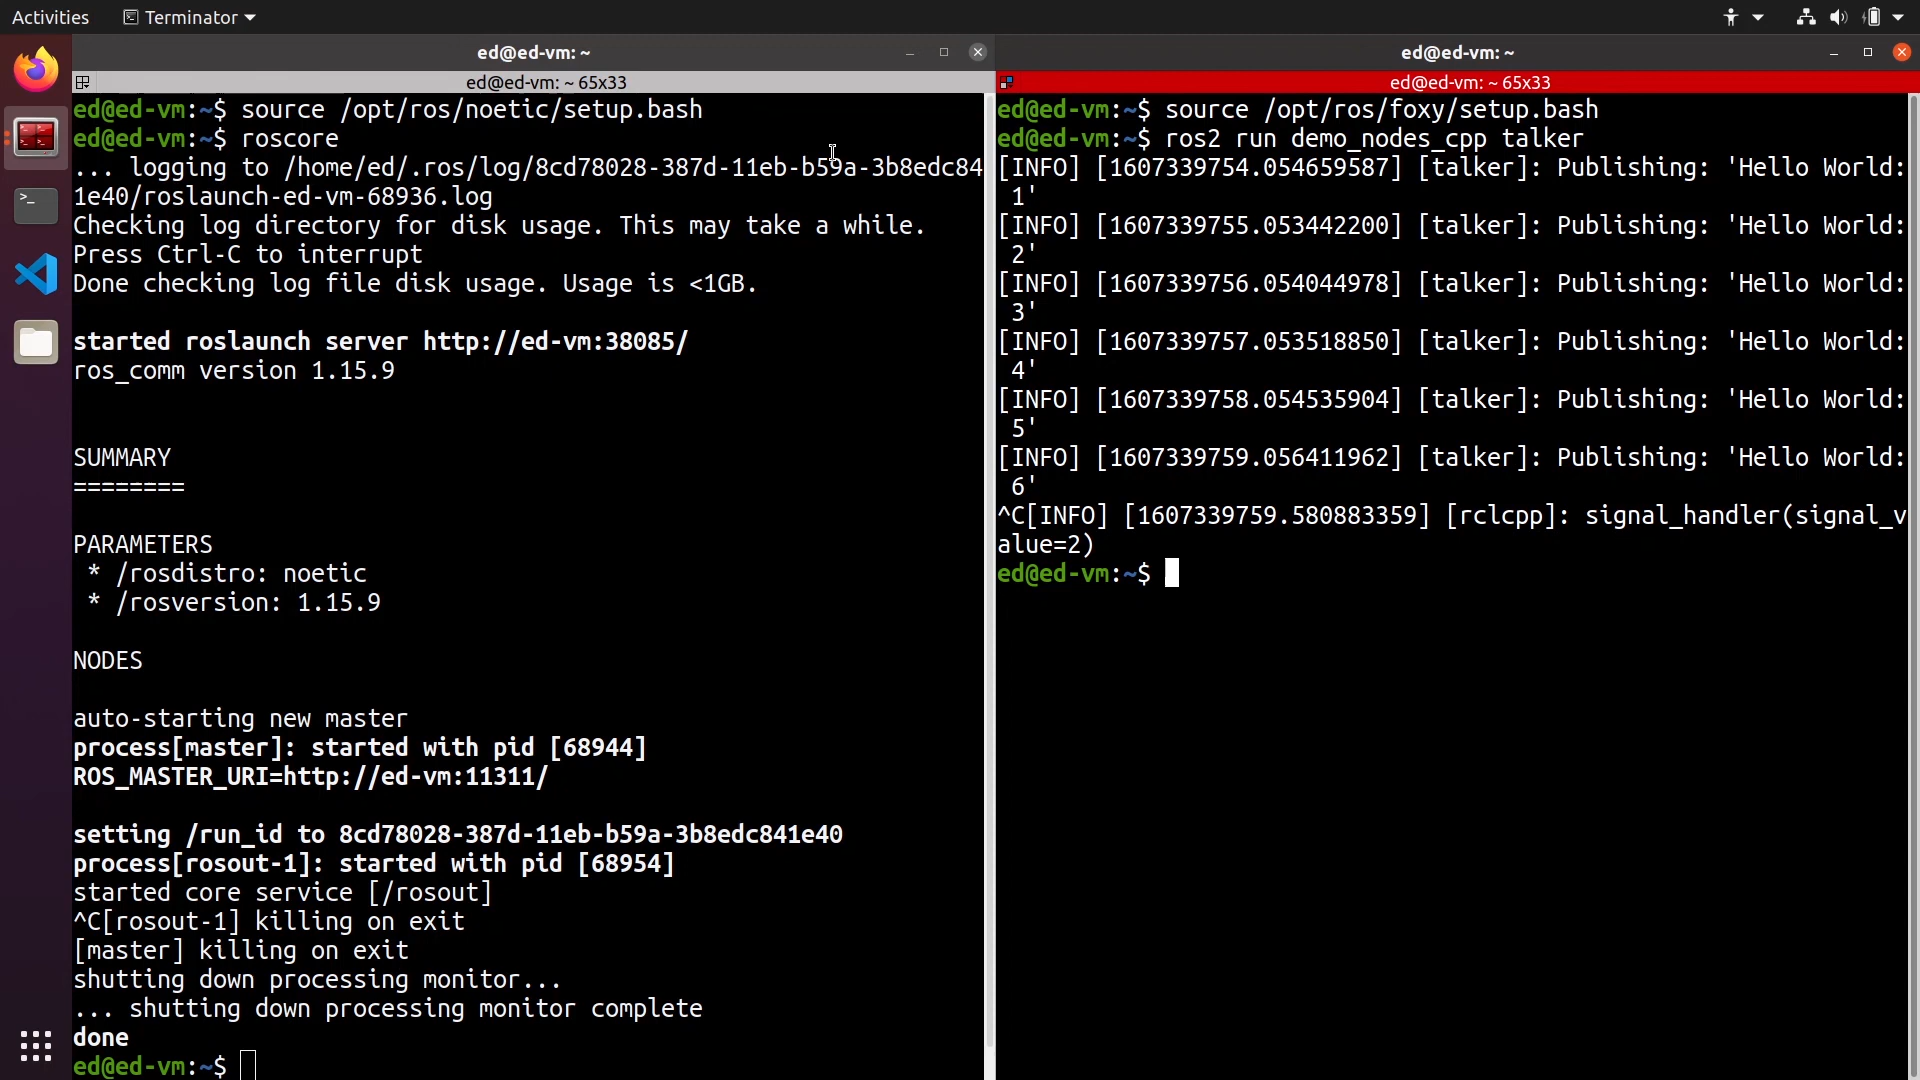 Activities
Terminator
ed@ed-vm: ~
ed@ed-vm: ~ 65x33
ed@ed-vm:~$ source /opt/ros/noetic/setup.bash
ed@ed-vm:~$ roscore
... logging to /home/ed/.ros/log/8cd78028-387d-11eb-b59a-3b8edc84
1e40/roslaunch-ed-vm-68936.log
Checking log directory for disk usage. This may take a while.
Press Ctrl-C to interrupt
Done checking log file disk usage. Usage is <1GB.
started roslaunch server http://ed-vm:38085/
ros_comm version 1.15.9
SUMMARY
========
PARAMETERS
* /rosdistro: noetic
* /rosversion: 1.15.9
NODES
auto-starting new master
process[master]: started with pid [68944]
ROS_MASTER_URI=http://ed-vm:11311/
setting /run_id to 8cd78028-387d-11eb-b59a-3b8edc841e40
process[rosout-1]: started with pid [68954]
started core service [/rosout]
^C[rosout-1] killing on exit
[master] killing on exit
shutting down processing monitor...
... shutting down processing monitor complete
done
ed@ed-vm:~$
ed@ed-vm: ~
ed@ed-vm: ~ 65x33
ed@ed-vm:~$ source /opt/ros/foxy/setup.bash
ed@ed-vm:~$ ros2 run demo_nodes_cpp talker
[INFO] [1607339754.054659587] [talker]: Publishing: 'Hello World:
1'
[INFO] [1607339755.053442200] [talker]: Publishing: 'Hello World:
2'
[INFO] [1607339756.054044978] [talker]: Publishing: 'Hello World:
3'
[INFO] [1607339757.053518850] [talker]: Publishing: 'Hello World:
4'
[INFO] [1607339758.054535904] [talker]: Publishing: 'Hello World:
5'
[INFO] [1607339759.056411962] [talker]: Publishing: 'Hello World:
6'
^C[INFO] [1607339759.580883359] [rclcpp]: signal_handler(signal_v
alue=2)
ed@ed-vm:~$